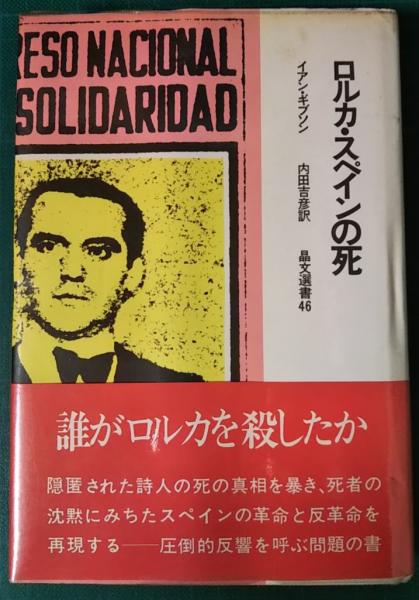 RESO NACIONAL
SOLIDARIDAD
ロルカ・スペインの死
イアン・ギブソン
内田吉彦訳
晶文選書46
誰がロルカを殺したか
隠匿された詩人の死の真相を暴き、死者の
沈黙にみちたスペインの革命と反革命を
再現する——圧倒的反響を呼ぶ問題の書